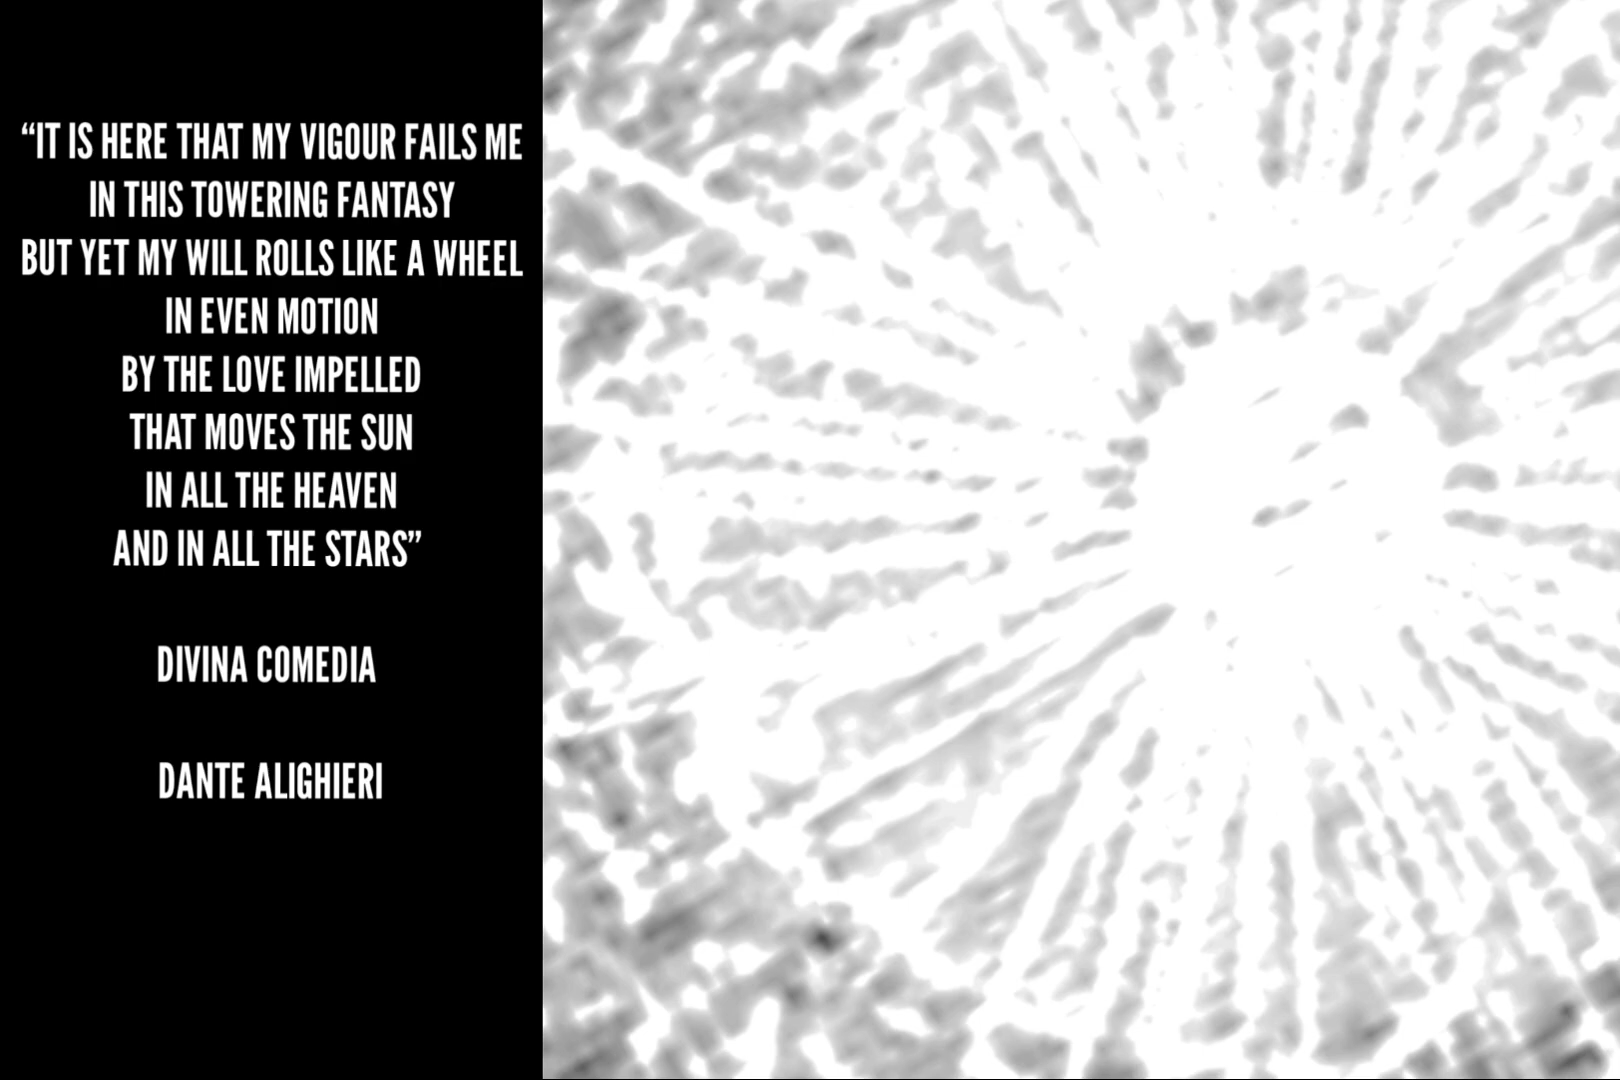 “IT IS HERE THAT MY VIGOUR FAILS ME
IN THIS TOWERING FANTASY
BUT YET MY WILL ROLLS LIKE A WHEEL
IN EVEN MOTION
BY THE LOVE IMPELLED
THAT MOVES THE SUN
IN ALL THE HEAVEN
AND IN ALL THE STARS”
DIVINA COMEDIA
DANTE ALIGHIERI